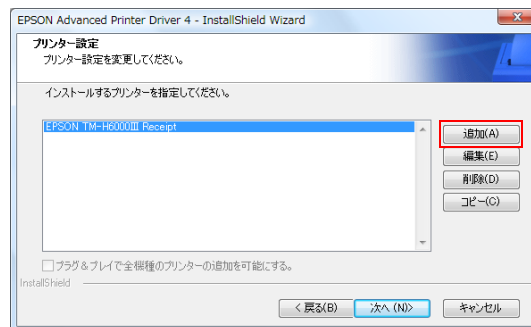 EPSON Advanced Printer Driver 4 - InstallShield Wizard
プリンター設定
プリンター設定を変更してください。
インストールするプリンターを指定してください。
EPSON TM-H6000Ⅲ Receipt
追加(A)
編集(E)
削除(D)
コピー(C)
プラグ＆プレイで全機種のプリンターの追加を可能にする。
InstallShield
< 戻る(B)
次へ (N)>
キャンセル